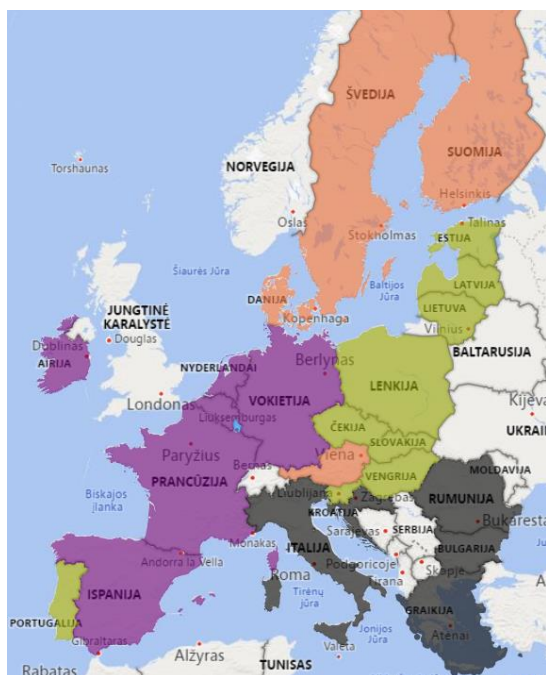 ŠVEDIJA
SUOMIJA
NORVEGIJA
Torshaunas
Helsinkis
Oslas
Talinas
Stokholmas
ESTIJA
Šiaurės Jūra
Baltijos
Jūra
LATVIJA
DANIJA
LIETUVA
JUNGTINĖ
KARALYSTĖ
Kopenhaga
Vilnius
Dublinas
Douglas
AIRIJA
BALTARUSIJA
NYDERLANDAI
Berlynas
LENKIJA
Londonas
VOKIETIJA
Kijeva
Liuksemburgas
ČEKIJA
UKRAI
SLOVAKIJA
Paryžius
Viena
PRANCŪZIJA
Bernas
VENGRIJA
MOLDAVIJA
Biskajos
įlanka
Liubliana
Zagrebas
RUMUNIJA
KROATIJA
SERBIJA
Sarajevas
Bukarešta
Monakas
ITALIJA
Andorra la Vella
Podgoricoje
BULGARIJA
Roma
Skopje
Tirana
ISPANIJA
Tirėnų
jūra
GRAIKIJA
PORTUGALIJA
Jonijos
Jūra
Atėnai
Gibraltaras
Valeta
Alžyras
Rabatas
TUNISAS